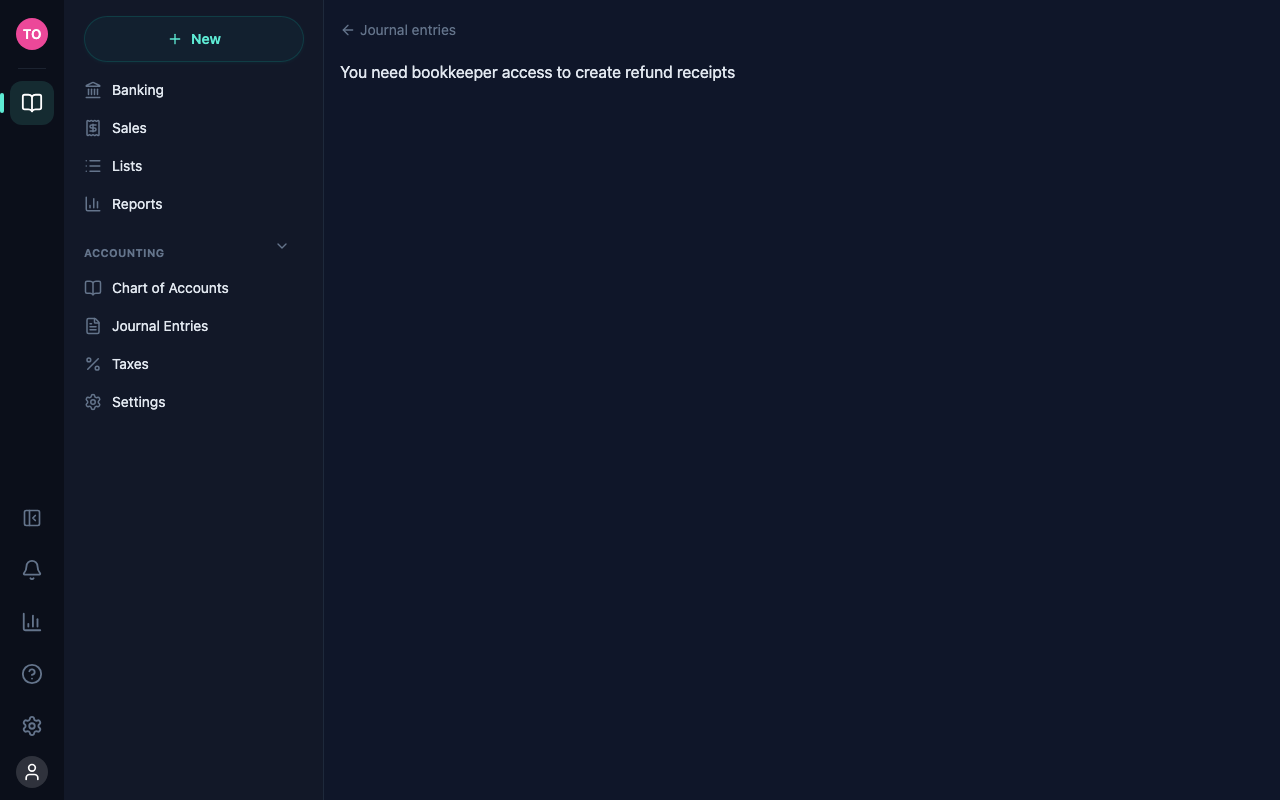 TO
New
Banking
Sales
Lists
Reports
ACCOUNTING
Chart of Accounts
Journal Entries
Taxes
Settings
Journal entries
You need bookkeeper access to create refund receipts